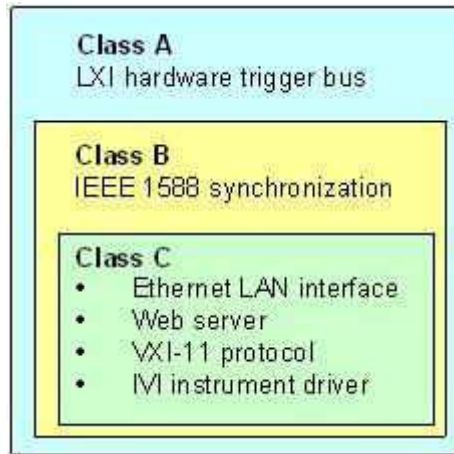 Class A
LXI hardware trigger bus
Class B
IEEE 1588 synchronization
Class C
• Ethernet LAN interface
• Web server
• VXI-11 protocol
• IVI instrument driver